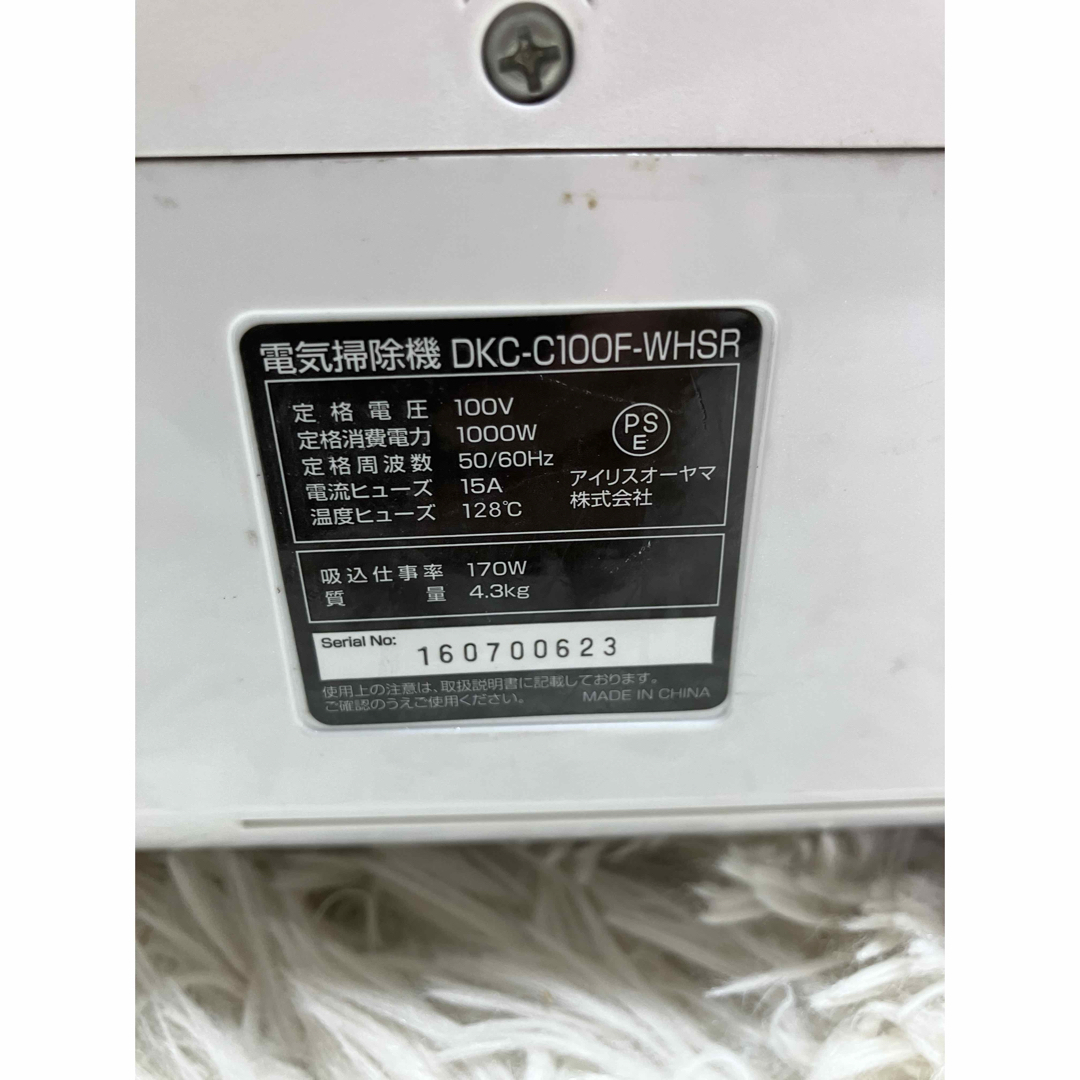 電気掃除機 DKC-C100F-WHSR
定格電圧 100V
定格消費電力 1000W
定格周波数 50/60Hz
電流ヒューズ 15A
温度ヒューズ 128℃
PS
E
アイリスオーヤマ
株式会社
吸込仕事率 170W
質量 4.3kg
Serial No: 160700623
使用上の注意は、取扱説明書に記載しております。
ご確認のうえご使用ください。 MADE IN CHINA